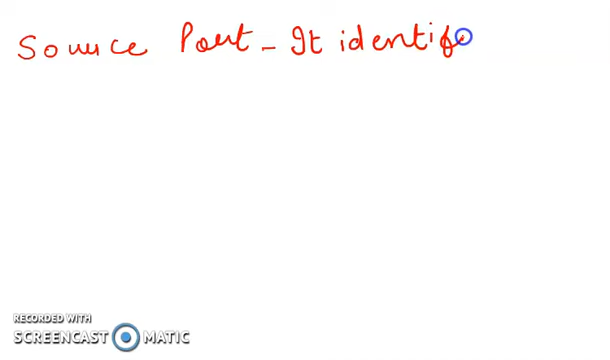 Source Port - It identif
RECORDED WITH
SCREENCAST MATIC